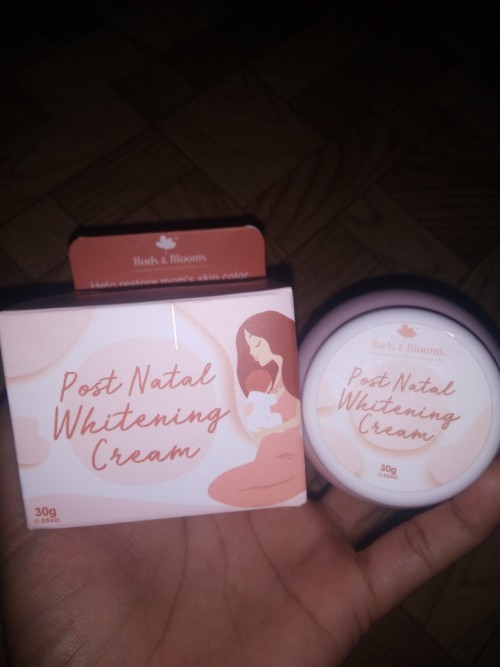 Buds & Blooms
Help restore mom's skin color
Post Natal
Whitening
Cream
30g
Buds & Blooms
Post Natal
Whitening
Cream
30g